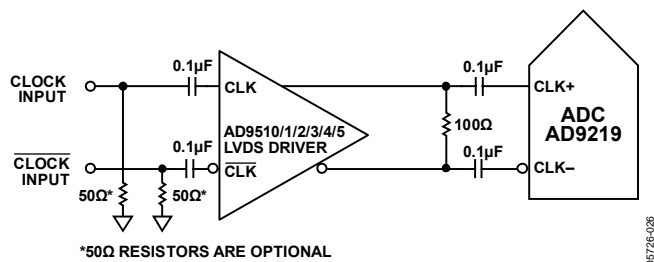 CLOCK
INPUT
0.1µF
CLK
AD9510/1/2/3/4/5
LVDS DRIVER
0.1µF
CLK
CLOCK
INPUT
50Ω*
50Ω*
0.1µF
CLK+
100Ω
0.1µF
CLK–
ADC
AD9219
*50Ω RESISTORS ARE OPTIONAL
05726-026